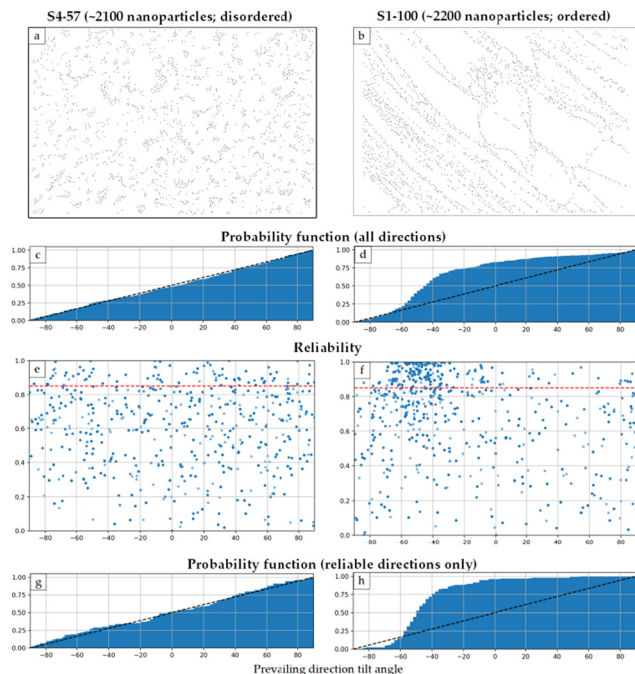 S4-57 (~2100 nanoparticles; disordered) S1-100 (~2200 nanoparticles; ordered)
a b
Probability function (all directions)
c d
1.00 1.00
0.75 0.75
0.50 0.50
0.25 0.25
0.00 0.00
−80 −60 −40 −20 0 20 40 60 80 −80 −60 −40 −20 0 20 40 60 80
Reliability
e f
1.0 1.0
0.8 0.8
0.6 0.6
0.4 0.4
0.2 0.2
0.0 0.0
−80 −60 −40 −20 0 20 40 60 80 −80 −60 −40 −20 0 20 40 60 80
Probability function (reliable directions only)
g h
1.00 1.00
0.75 0.75
0.50 0.50
0.25 0.25
0.00 0.00
−80 −60 −40 −20 0 20 40 60 80 −80 −60 −40 −20 0 20 40 60 80
Prevailing direction tilt angle